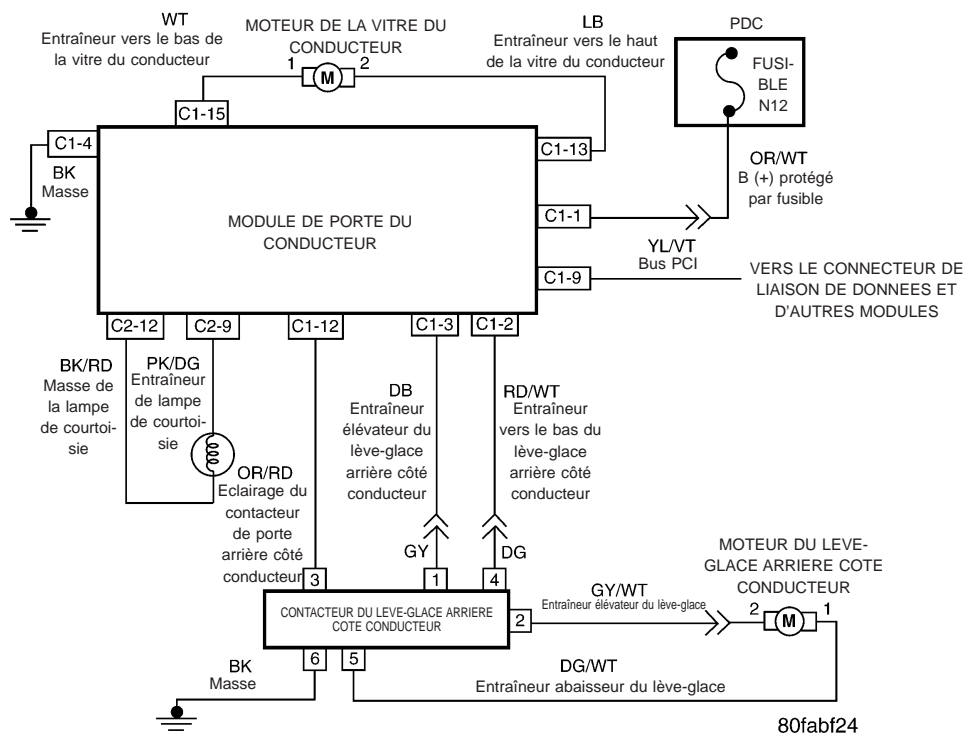 WT
Entraîneur vers le bas de
la vitre du conducteur
MOTEUR DE LA VITRE DU
CONDUCTEUR
1
M
2
LB
Entraîneur vers le haut
de la vitre du conducteur
PDC
FUSI-
BLE
N12
C1-15
C1-4
BK
Masse
C1-13
OR/WT
B (+) protégé
par fusible
MODULE DE PORTE DU
CONDUCTEUR
C1-1
YL/VT
Bus PCI
C1-9
VERS LE CONNECTEUR DE
LIAISON DE DONNEES ET
D'AUTRES MODULES
C2-12
C2-9
C1-12
C1-3
C1-2
BK/RD
Masse de
la lampe
de courtoi-
sie
PK/DG
Entraîneur
de lampe
de courtoi-
sie
OR/RD
Eclairage du
contacteur
de porte
arrière côté
conducteur
DB
Entraîneur
élévateur du
lève-glace
arrière côté
conducteur
RD/WT
Entraîneur
vers le bas du
lève-glace
arrière côté
conducteur
GY
DG
3
1
4
CONTACTEUR DU LEVE-GLACE ARRIERE
COTE CONDUCTEUR
2
GY/WT
Entraîneur élévateur du lève-glace
MOTEUR DU LEVE-
GLACE ARRIERE COTE
CONDUCTEUR
2
M
1
6
5
BK
Masse
DG/WT
Entraîneur abaisseur du lève-glace
80fabf24